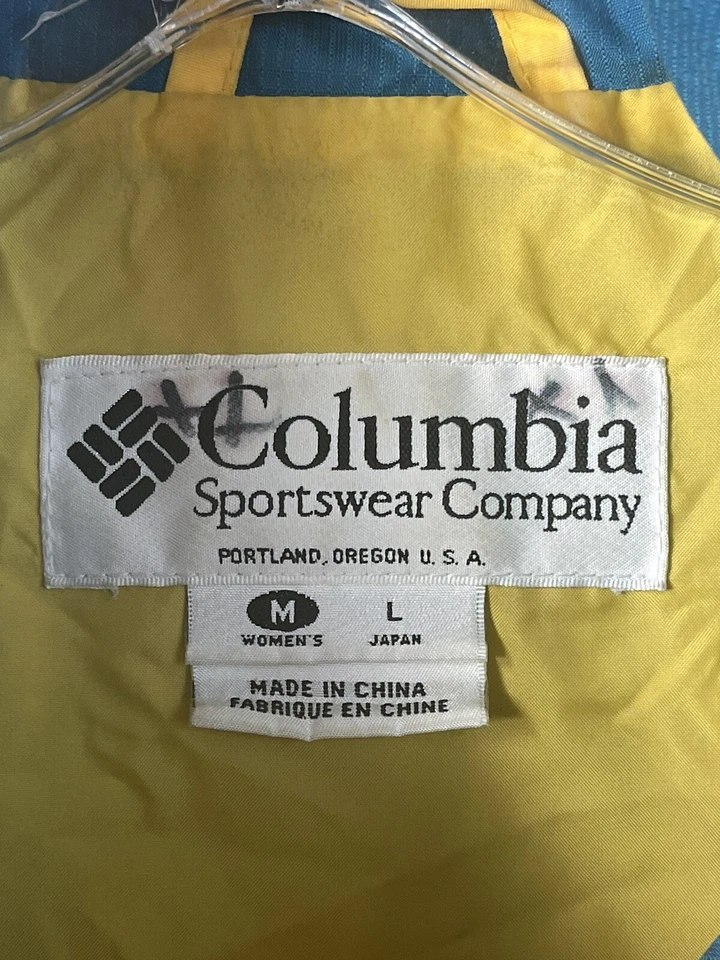 Columbia
Sportswear Company
PORTLAND, OREGON U. S. A.
M L
WOMEN'S JAPAN
MADE IN CHINA
FABRIQUE EN CHINE